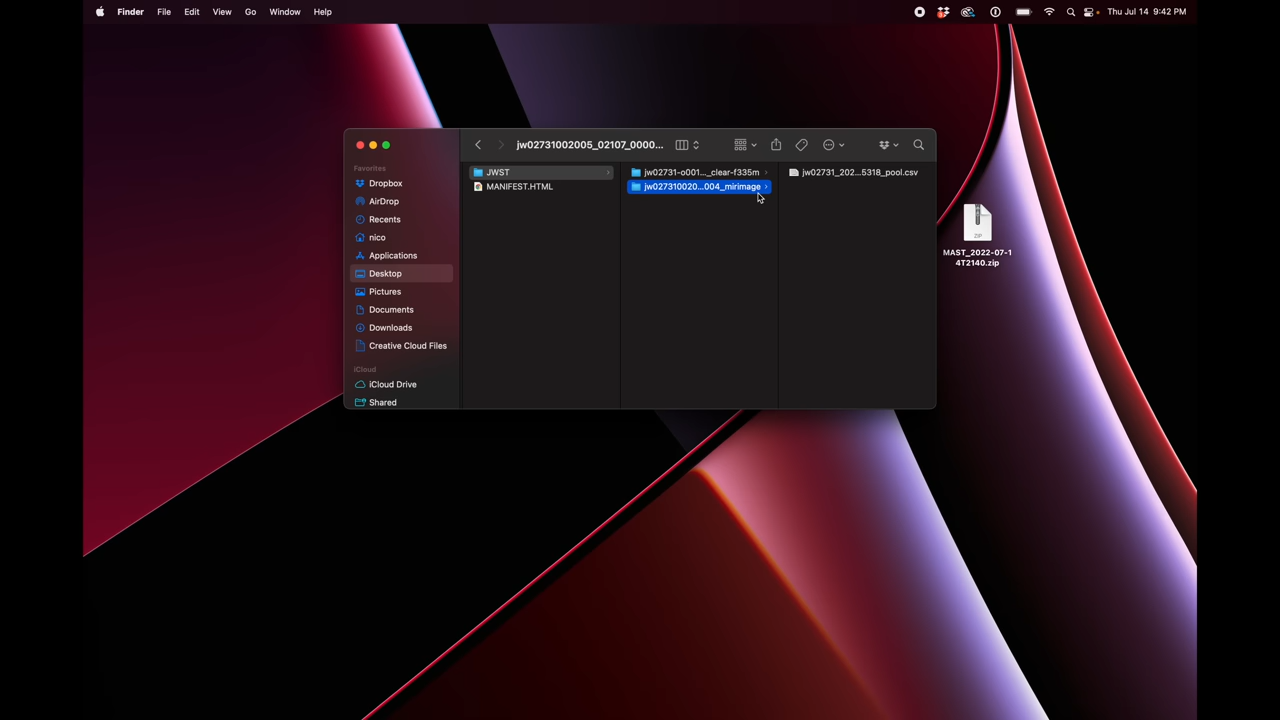 Finder File Edit View Go Window Help
Thu Jul 14 9:42 PM
jw02731002005_02107_0000...
Favorites
Dropbox
AirDrop
Recents
nico
Applications
Desktop
Pictures
Documents
Downloads
Creative Cloud Files
iCloud
iCloud Drive
Shared
JWST
MANIFEST.HTML
jw02731-o001..._clear-f335m
jw027310020...004_mirimage
jw02731_202...5318_pool.csv
ZIP
MAST_2022-07-1
4T2140.zip